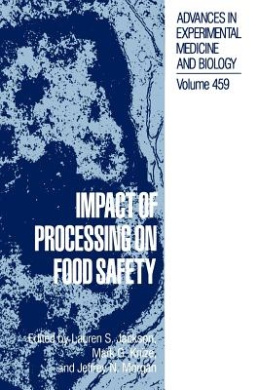 ADVANCES IN
EXPERIMENTAL
MEDICINE
AND BIOLOGY
Volume 459
IMPACT OF
PROCESSING ON
FOOD SAFETY
Edited by Lauren S. Jackson,
Mark G. Knize,
and Jeffrey N. Morgan